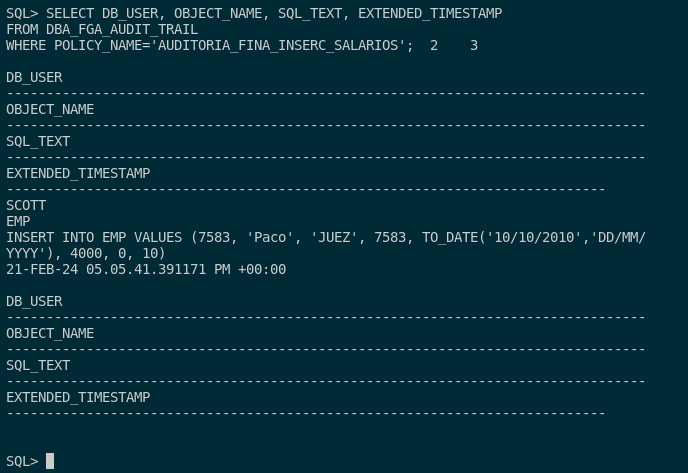 SQL> SELECT DB_USER, OBJECT_NAME, SQL_TEXT, EXTENDED_TIMESTAMP
FROM DBA_FGA_AUDIT_TRAIL
WHERE POLICY_NAME='AUDITORIA_FINA_INSERC_SALARIOS';  2    3

DB_USER
--------------------------------------------------------------------------------
OBJECT_NAME
--------------------------------------------------------------------------------
SQL_TEXT
--------------------------------------------------------------------------------
EXTENDED_TIMESTAMP
---------------------------------------------------------------------------
SCOTT
EMP
INSERT INTO EMP VALUES (7583, 'Paco', 'JUEZ', 7583, TO_DATE('10/10/2010','DD/MM/
YYYY'), 4000, 0, 10)
21-FEB-24 05.05.41.391171 PM +00:00

DB_USER
--------------------------------------------------------------------------------
OBJECT_NAME
--------------------------------------------------------------------------------
SQL_TEXT
--------------------------------------------------------------------------------
EXTENDED_TIMESTAMP
---------------------------------------------------------------------------


SQL>